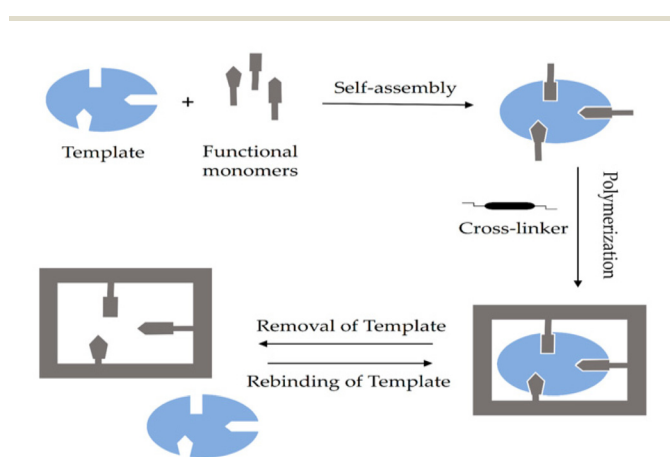 +
Self-assembly
Template
Functional
monomers
Cross-linker
Polymerization
Removal of Template
Rebinding of Template